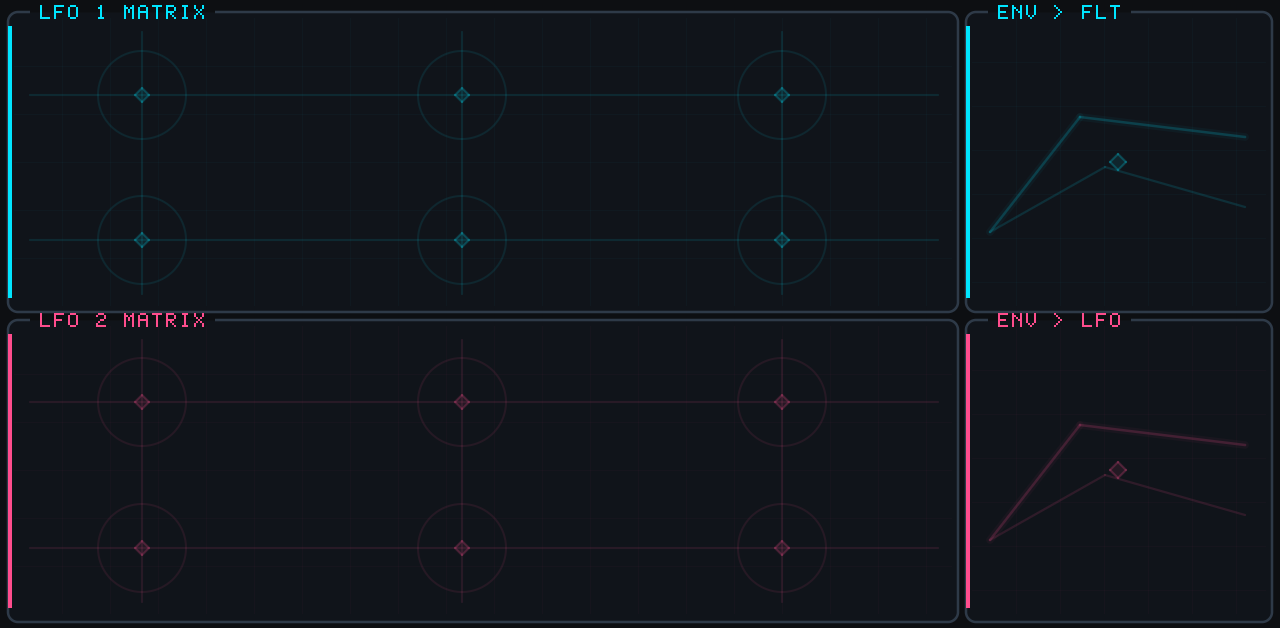 LFO 1 MATRIX
ENV > FLT
LFO 2 MATRIX
ENV > LFO